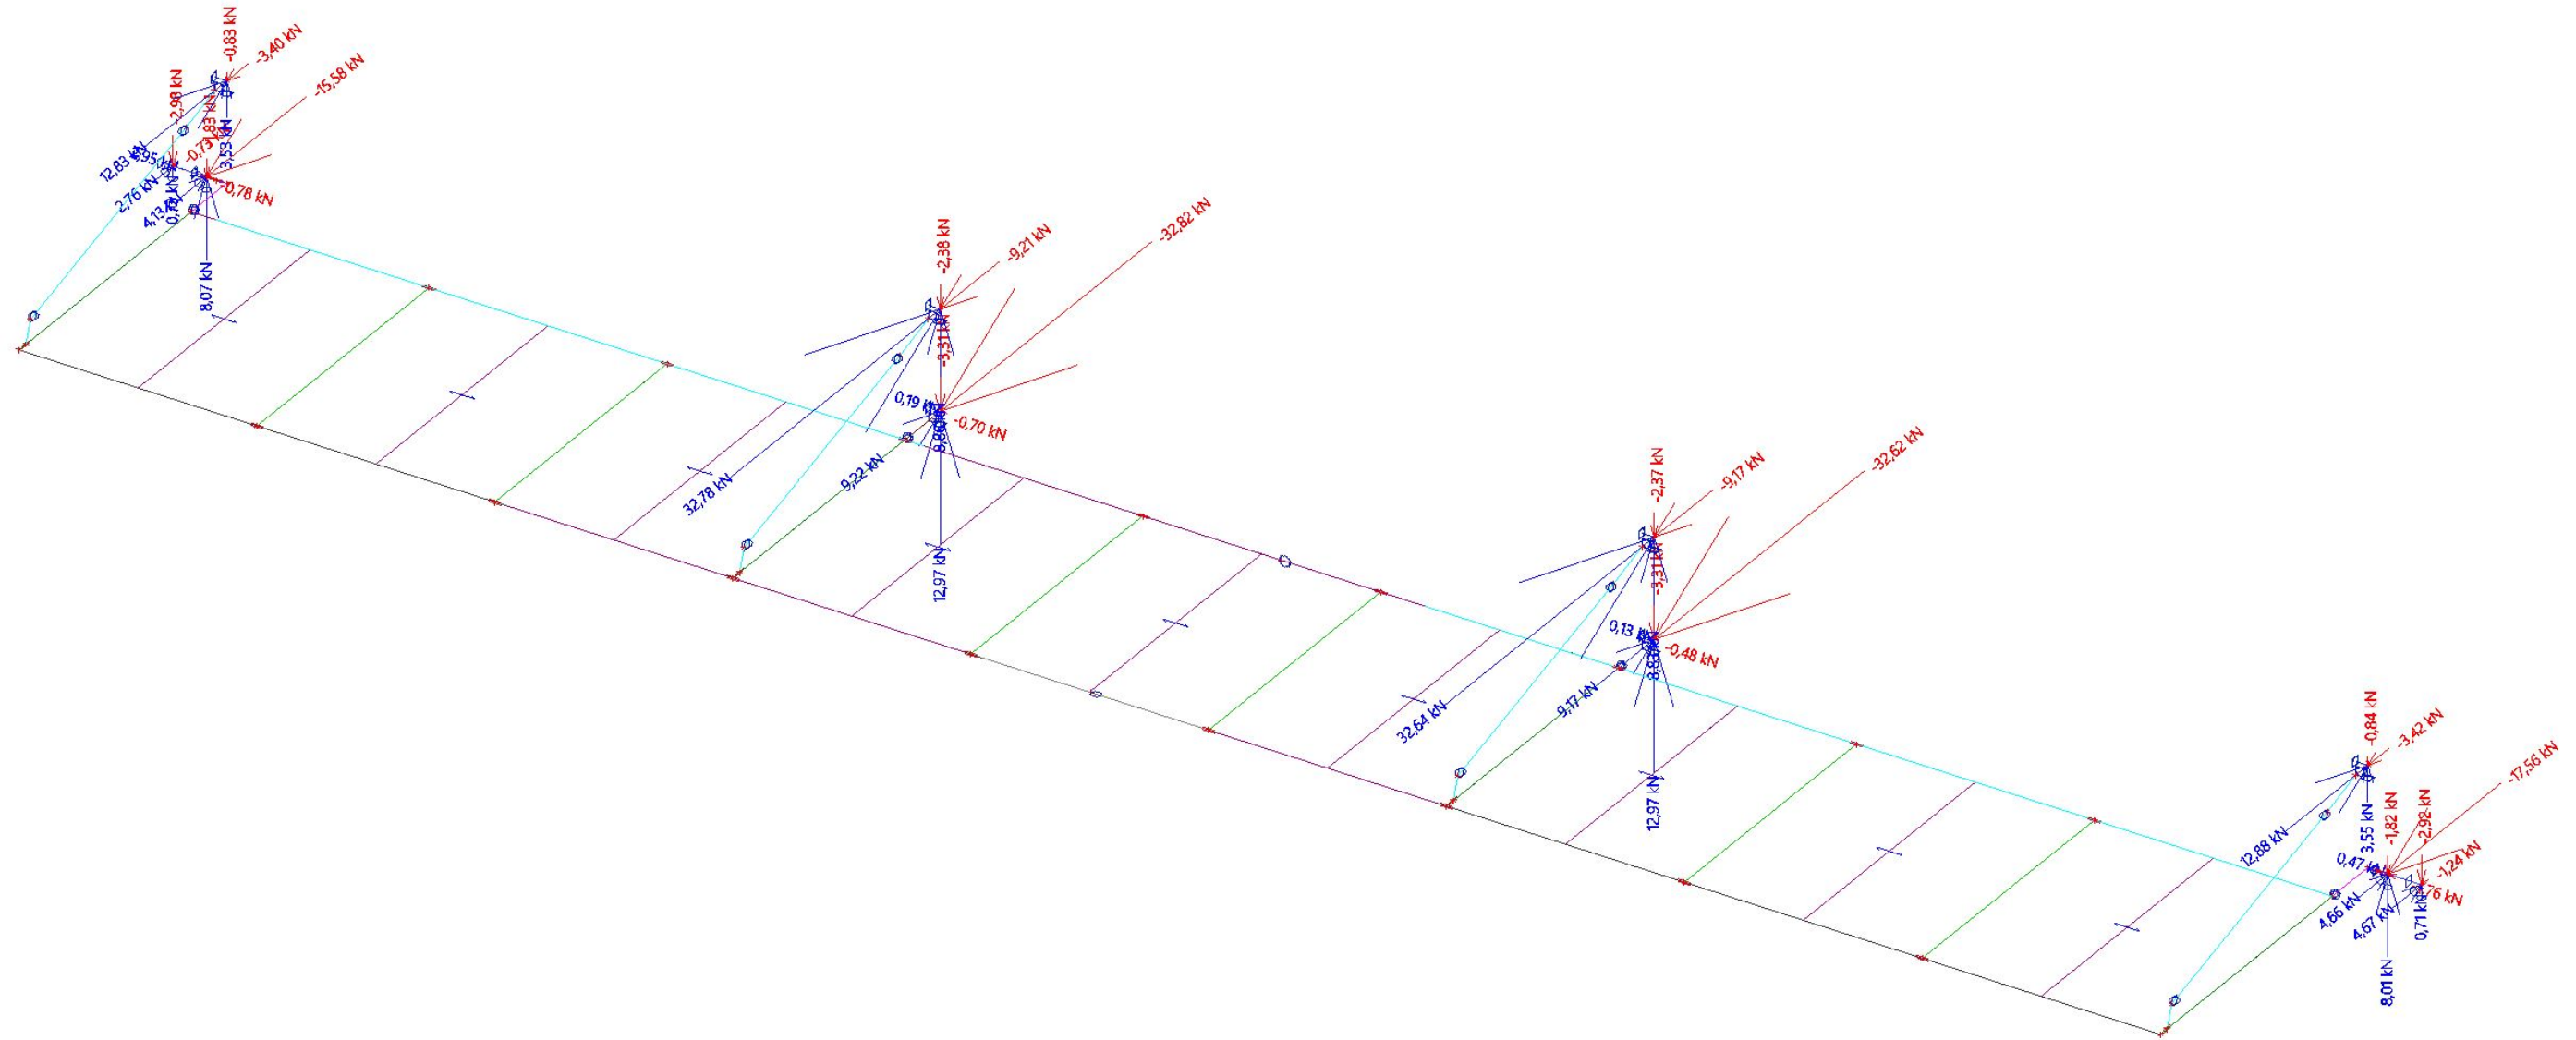 -0,83 kN
-3,40 kN
-15,58 kN
-2,98 kN
3,53 kN
12,83 kN
2,76 kN
-0,78 kN
8,07 kN
-2,38 kN
-9,21 kN
-32,82 kN
-3,31 kN
0,19
-0,70 kN
9,22 kN
32,78 kN
12,97 kN
-2,37 kN
-9,17 kN
-32,62 kN
-3,31 kN
0,13
-0,48 kN
9,17 kN
32,64 kN
12,97 kN
-0,84 kN
-3,42 kN
-17,56 kN
3,55 kN
-1,82 kN
-2,92 kN
12,88 kN
0,47
-1,24 kN
76 kN
4,66 kN
4,67 kN
0,71 kN
8,01 kN